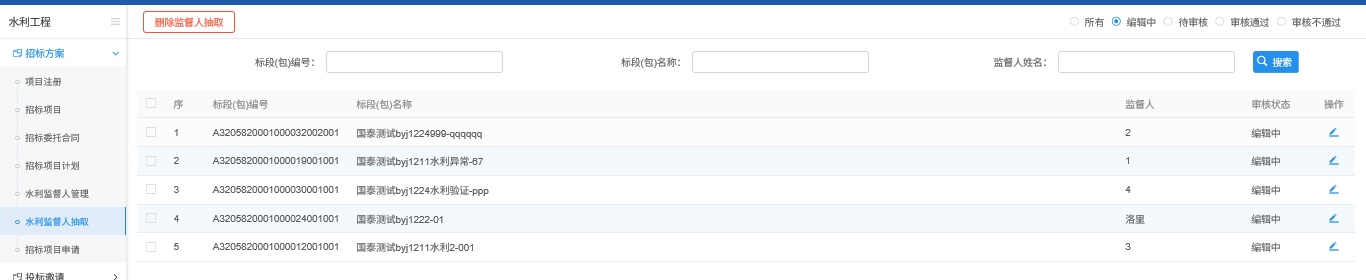 水利工程
删除监督人抽取
所有 编辑中 待审核 审核通过 审核不通过
招标方案
标段(包)编号: 标段(包)名称: 监督人姓名: 搜索
项目注册
招标项目
招标委托合同
招标项目计划
水利监督人管理
水利监督人抽取
招标项目申请
投标邀请
序 标段(包)编号 标段(包)名称 监督人 审核状态 操作
1 A3205820001000032002001 国泰测试byj1224999-qqqqqq 2 编辑中
2 A3205820001000019001001 国泰测试byj1211水利异常-67 1 编辑中
3 A3205820001000030001001 国泰测试byj1224水利验证-ppp 4 编辑中
4 A3205820001000024001001 国泰测试byj1222-01 洛里 编辑中
5 A3205820001000012001001 国泰测试byj1211水利2-001 3 编辑中